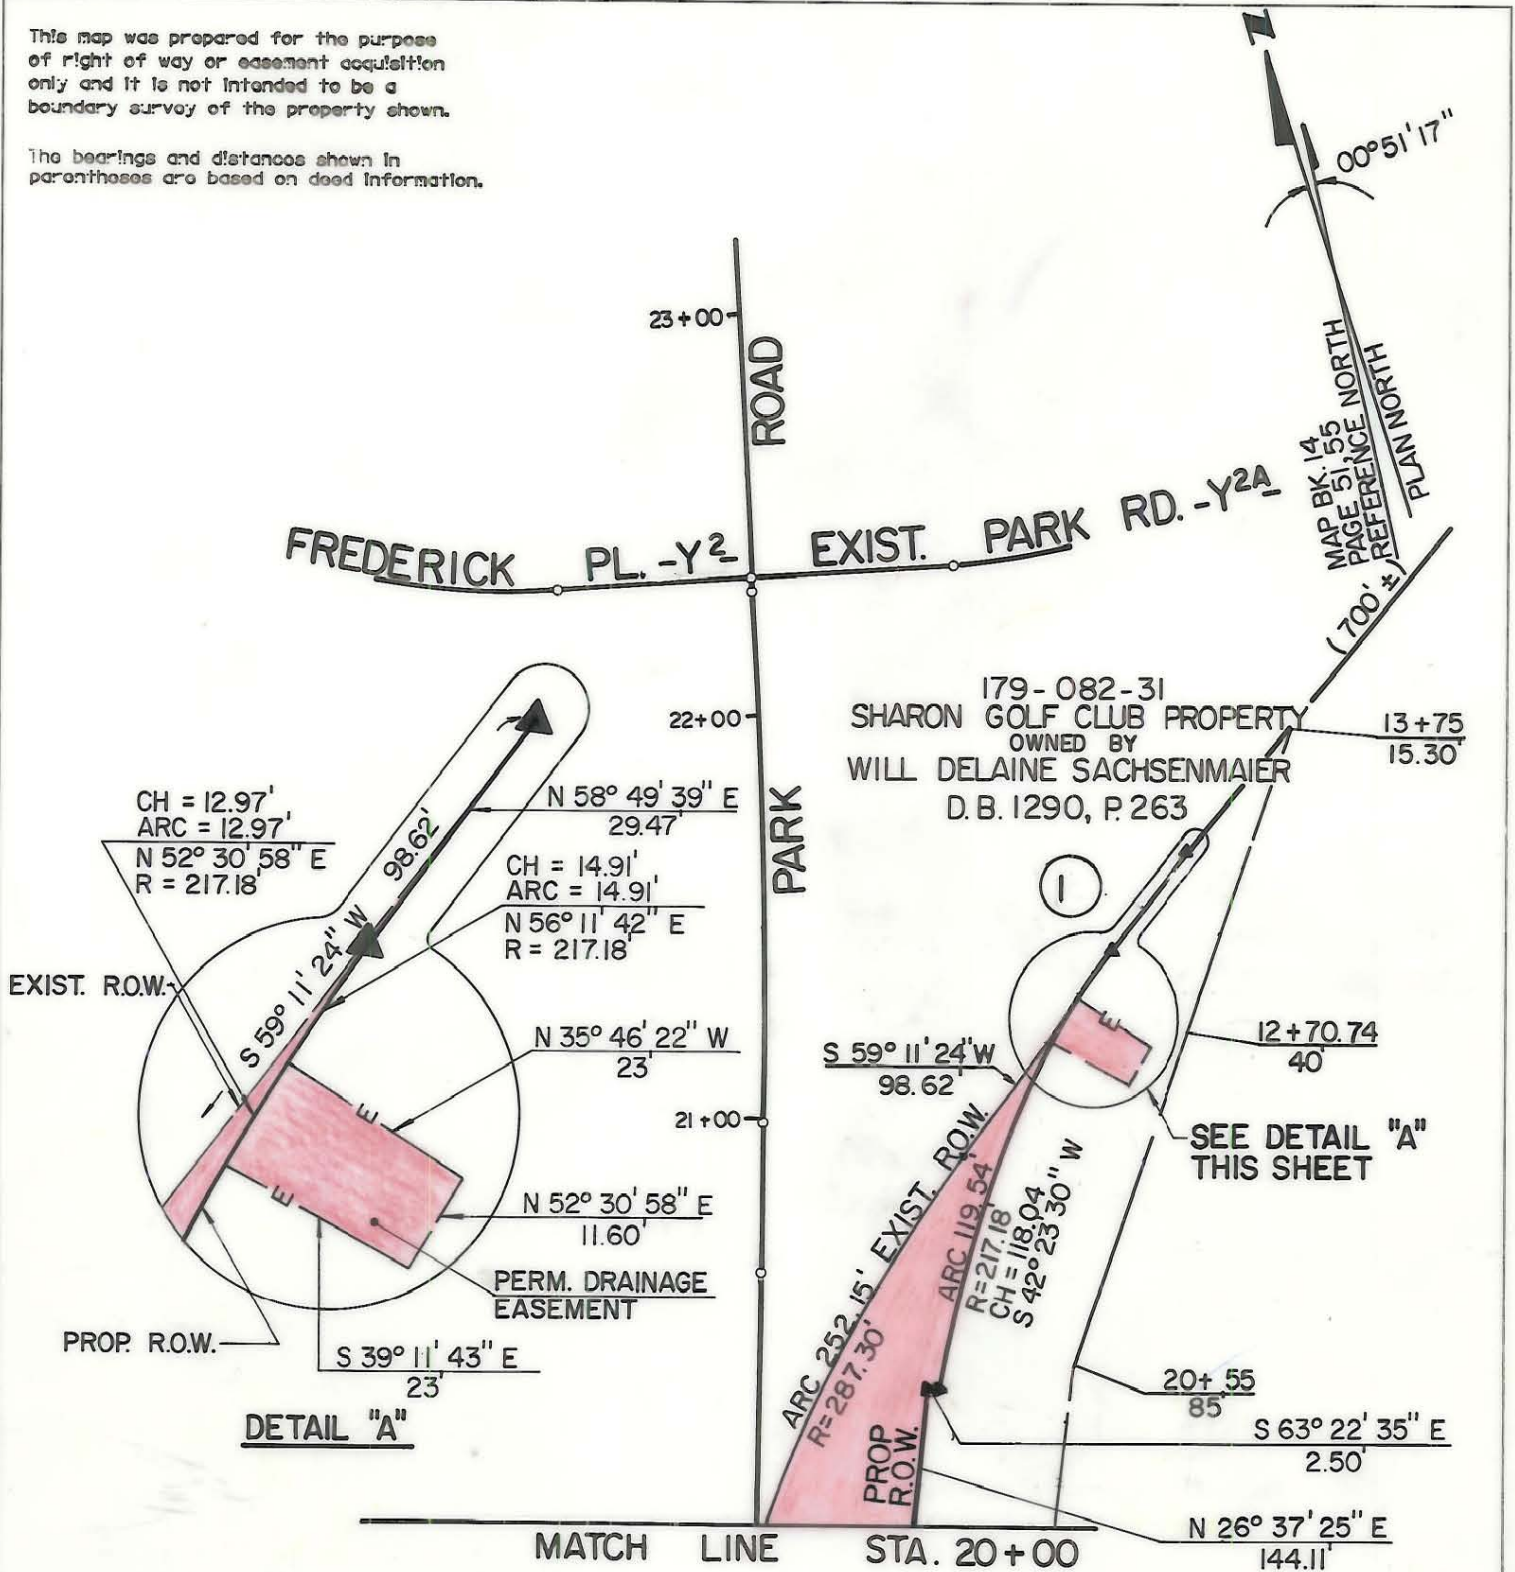 This map was prepared for the purpose
of right of way or easement acquisition
only and it is not intended to be a
boundary survey of the property shown.
The bearings and distances shown in
parentheses are based on deed information.
N
00°51'17"
MAP BK. 14
PAGE 51, 55
REFERENCE NORTH
PLAN NORTH
23+00
ROAD
FREDERICK PL. -Y2- EXIST. PARK RD. -Y2A-
(700'±)
179-082-31
SHARON GOLF CLUB PROPERTY
OWNED BY
WILL DELAINE SACHSENMAIER
D.B. 1290, P. 263
13+75
15.30'
22+00
PARK
1
CH = 12.97'
ARC = 12.97'
N 52° 30' 58" E
R = 217.18'
N 58° 49' 39" E
29.47'
98.62'
S 59° 11' 24" W
CH = 14.91'
ARC = 14.91'
N 56° 11' 42" E
R = 217.18'
EXIST. R.O.W.
N 35° 46' 22" W
23'
E
E
N 52° 30' 58" E
11.60'
PERM. DRAINAGE
EASEMENT
PROP. R.O.W.
S 39° 11' 43" E
23'
DETAIL "A"
21+00
S 59° 11' 24" W
98.62'
E
12+70.74
40'
SEE DETAIL "A"
THIS SHEET
ARC 252.15' EXIST. R.O.W.
R=287.30'
ARC 119.54'
R=217.18'
CH = 118.04
S 42° 23' 30" W
20+55
85'
S 63° 22' 35" E
2.50'
PROP
R.O.W.
N 26° 37' 25" E
144.11'
MATCH LINE STA. 20+00